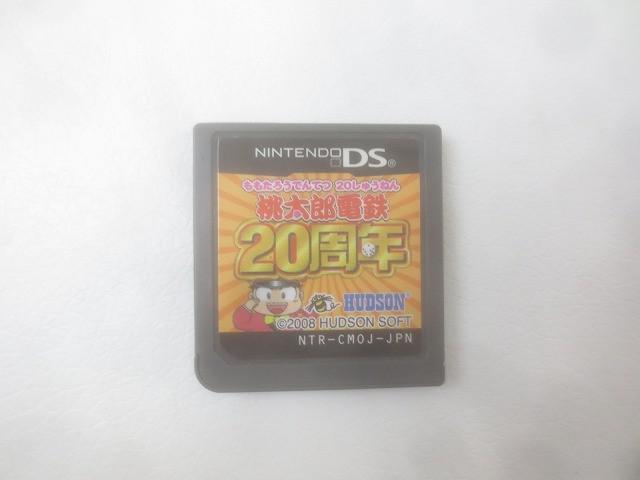 NINTENDO DS®
ももたろうでんてつ 20しゅうねん
桃太郎電鉄
20周年
HUDSON
©2008 HUDSON SOFT
NTR-CMOJ-JPN